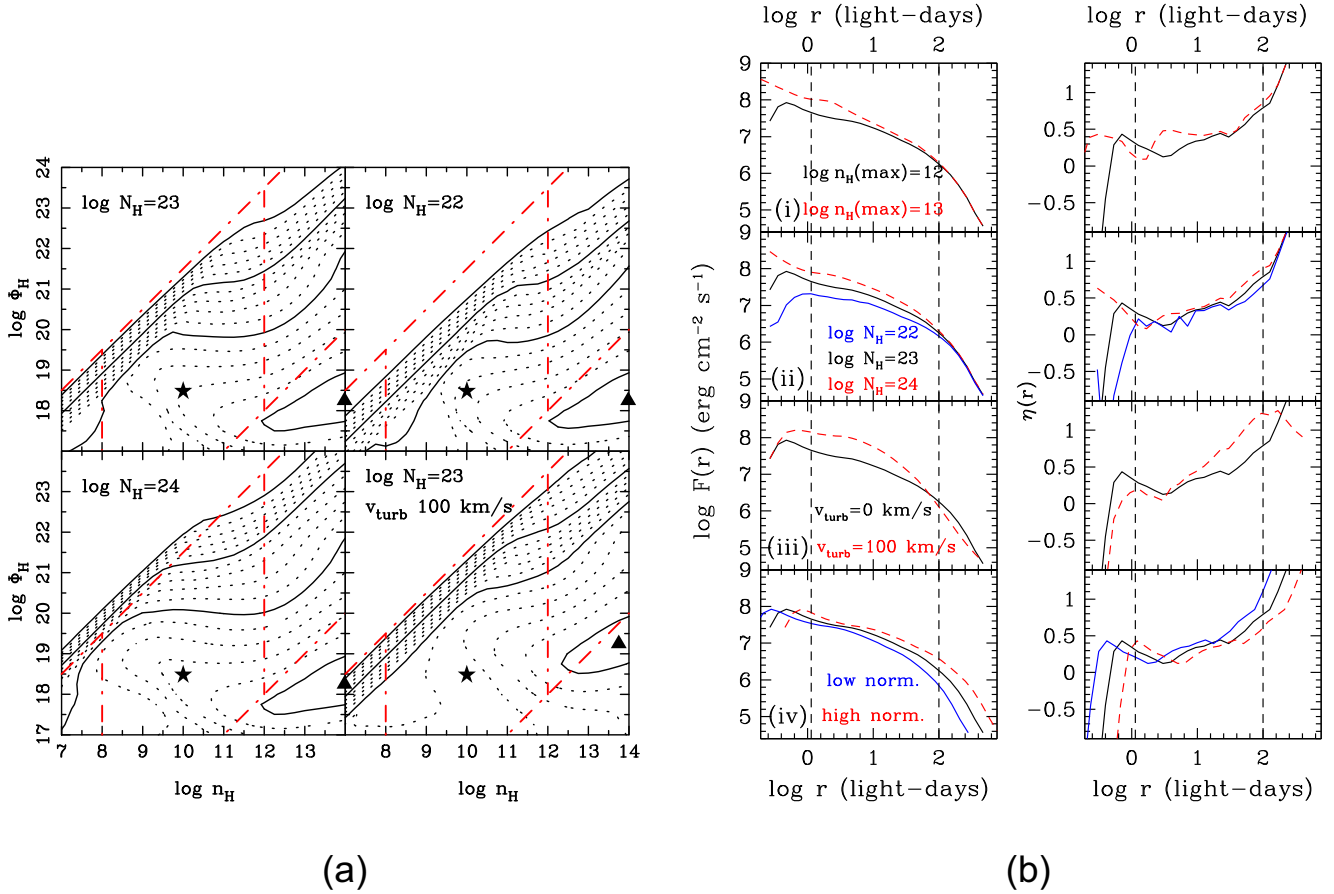 log N_H=23
log N_H=22
log N_H=24
log N_H=23
v_turb 100 km/s
log Φ_H
24
23
22
21
20
19
18
log Φ_H
23
22
21
20
19
18
17
7 8 9 10 11 12 13
8 9 10 11 12 13 14
log n_H
log n_H
(a)
log r (light−days)
log r (light−days)
0 1 2
0 1 2
log F(r) (erg cm⁻² s⁻¹)
9
8
7
6
5
log n_H(max)=12
(i) log n_H(max)=13
9
8
7
6
5
log N_H=22
log N_H=23
(ii) log N_H=24
9
8
7
6
5
v_turb=0 km/s
(iii) v_turb=100 km/s
9
8
7
6
5
low norm.
(iv) high norm.
0 1 2
log r (light−days)
η(r)
1
0.5
0
−0.5
1
0.5
0
−0.5
1
0.5
0
−0.5
1
0.5
0
−0.5
0 1 2
log r (light−days)
(b)